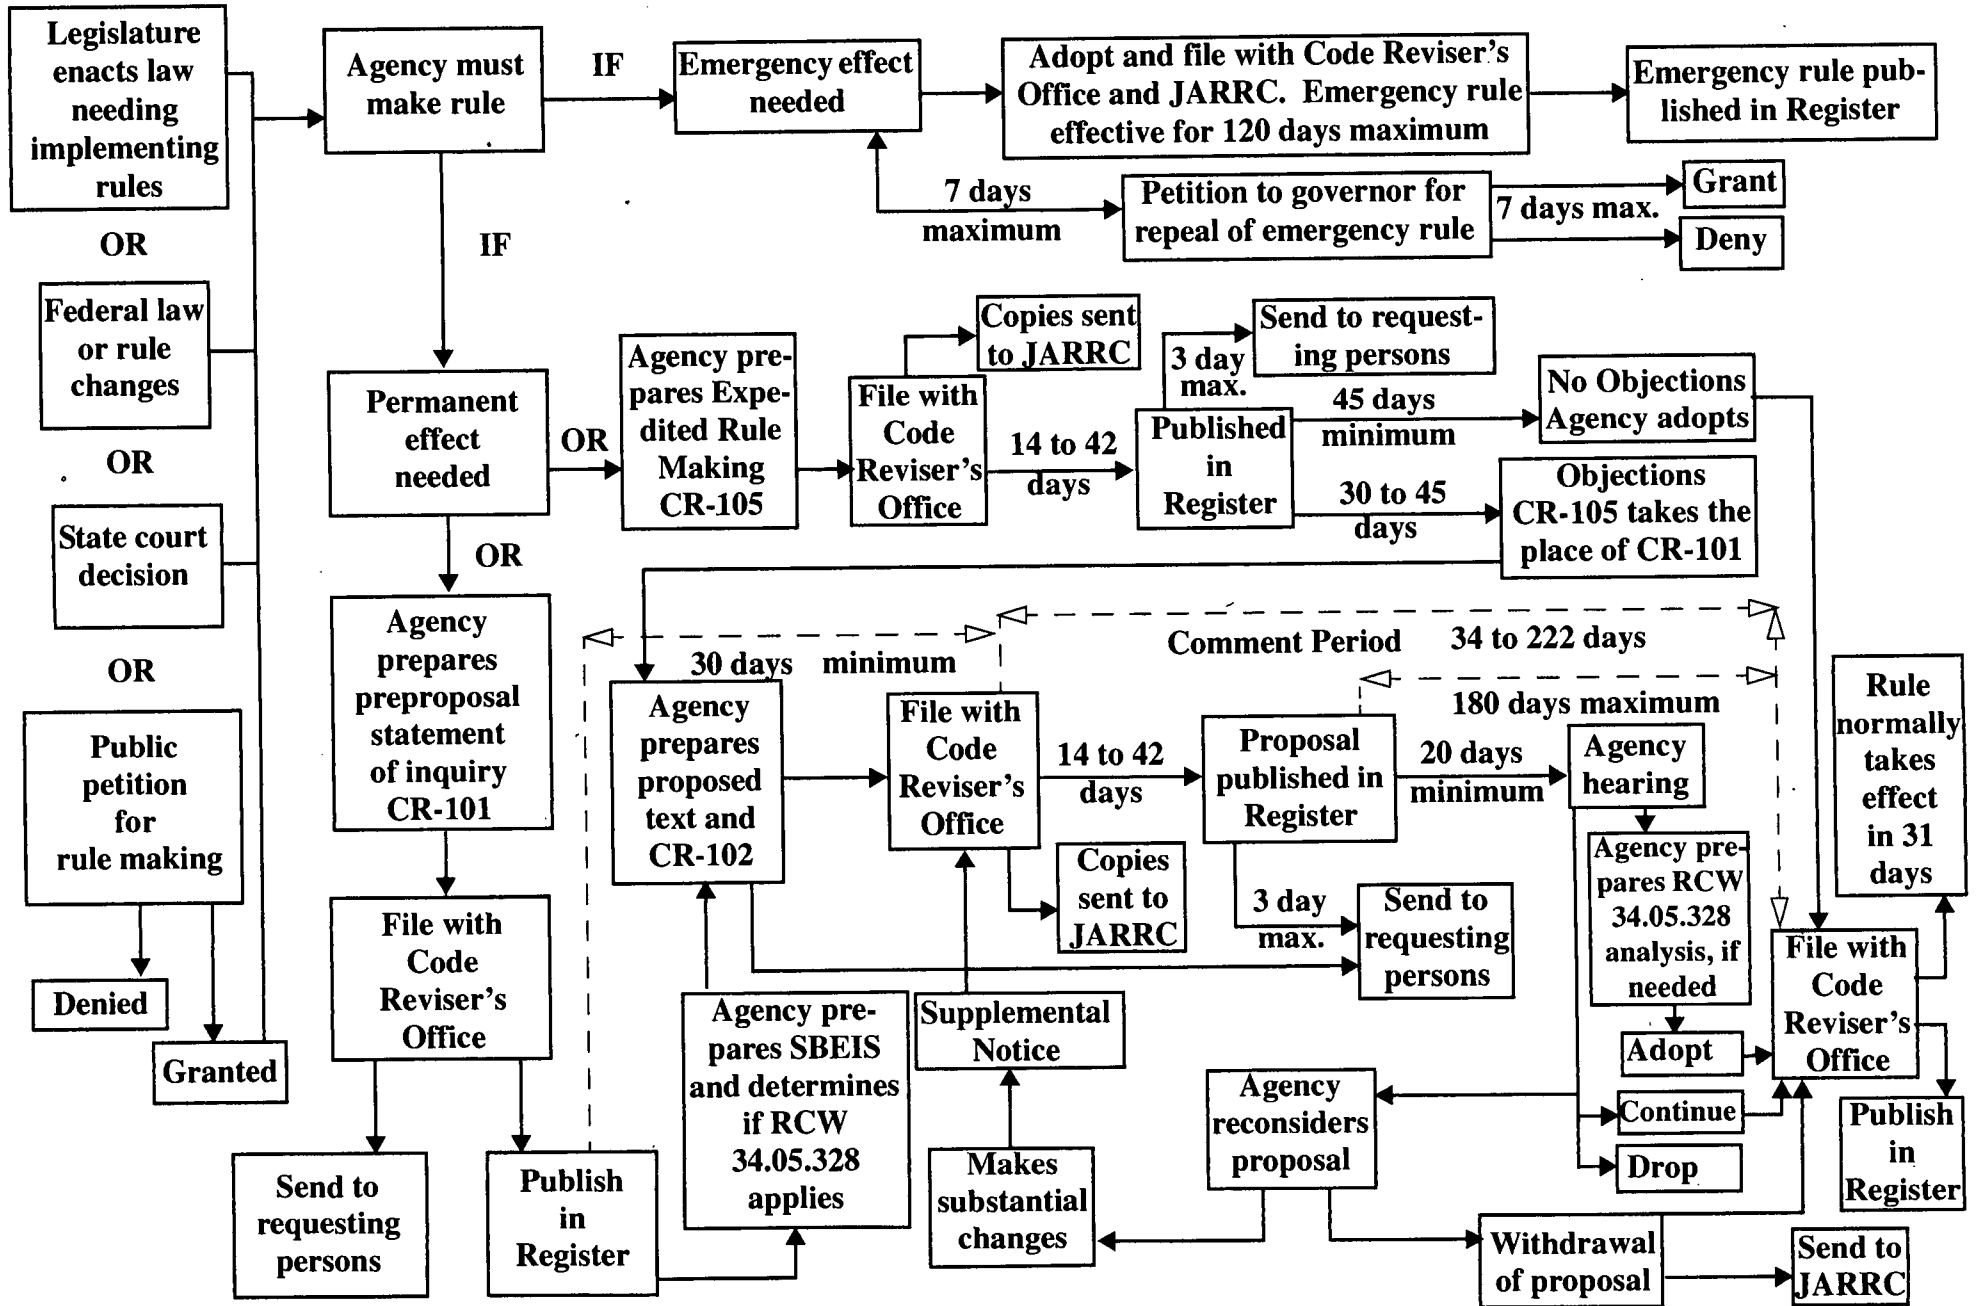 Legislature
enacts law
needing
implementing
rules
OR
Federal law
or rule
changes
OR
State court
decision
OR
Public
petition
for
rule making
Denied
Granted
Agency must
make rule
IF
Emergency effect
needed
Adopt and file with Code Reviser's
Office and JARRC. Emergency rule
effective for 120 days maximum
Emergency rule pub-
lished in Register
7 days
maximum
Petition to governor for
repeal of emergency rule
7 days max.
Grant
Deny
IF
Permanent
effect
needed
OR
Agency pre-
pares Expe-
dited Rule
Making
CR-105
File with
Code
Reviser's
Office
Copies sent
to JARRC
14 to 42
days
Published
in
Register
3 day
max.
Send to request-
ing persons
45 days
minimum
No Objections
Agency adopts
30 to 45
days
Objections
CR-105 takes the
place of CR-101
OR
Agency
prepares
preproposal
statement
of inquiry
CR-101
File with
Code
Reviser's
Office
Send to
requesting
persons
Publish
in
Register
30 days minimum
Agency
prepares
proposed
text and
CR-102
Agency pre-
pares SBEIS
and determines
if RCW
34.05.328
applies
File with
Code
Reviser's
Office
Copies
sent to
JARRC
Supplemental
Notice
Makes
substantial
changes
Comment Period 34 to 222 days
180 days maximum
14 to 42
days
Proposal
published in
Register
3 day
max.
Send to
requesting
persons
20 days
minimum
Agency
hearing
Agency pre-
pares RCW
34.05.328
analysis, if
needed
Adopt
Continue
Drop
Agency
reconsiders
proposal
Withdrawal
of proposal
Send to
JARRC
File with
Code
Reviser's
Office
Rule
normally
takes
effect
in 31
days
Publish
in
Register